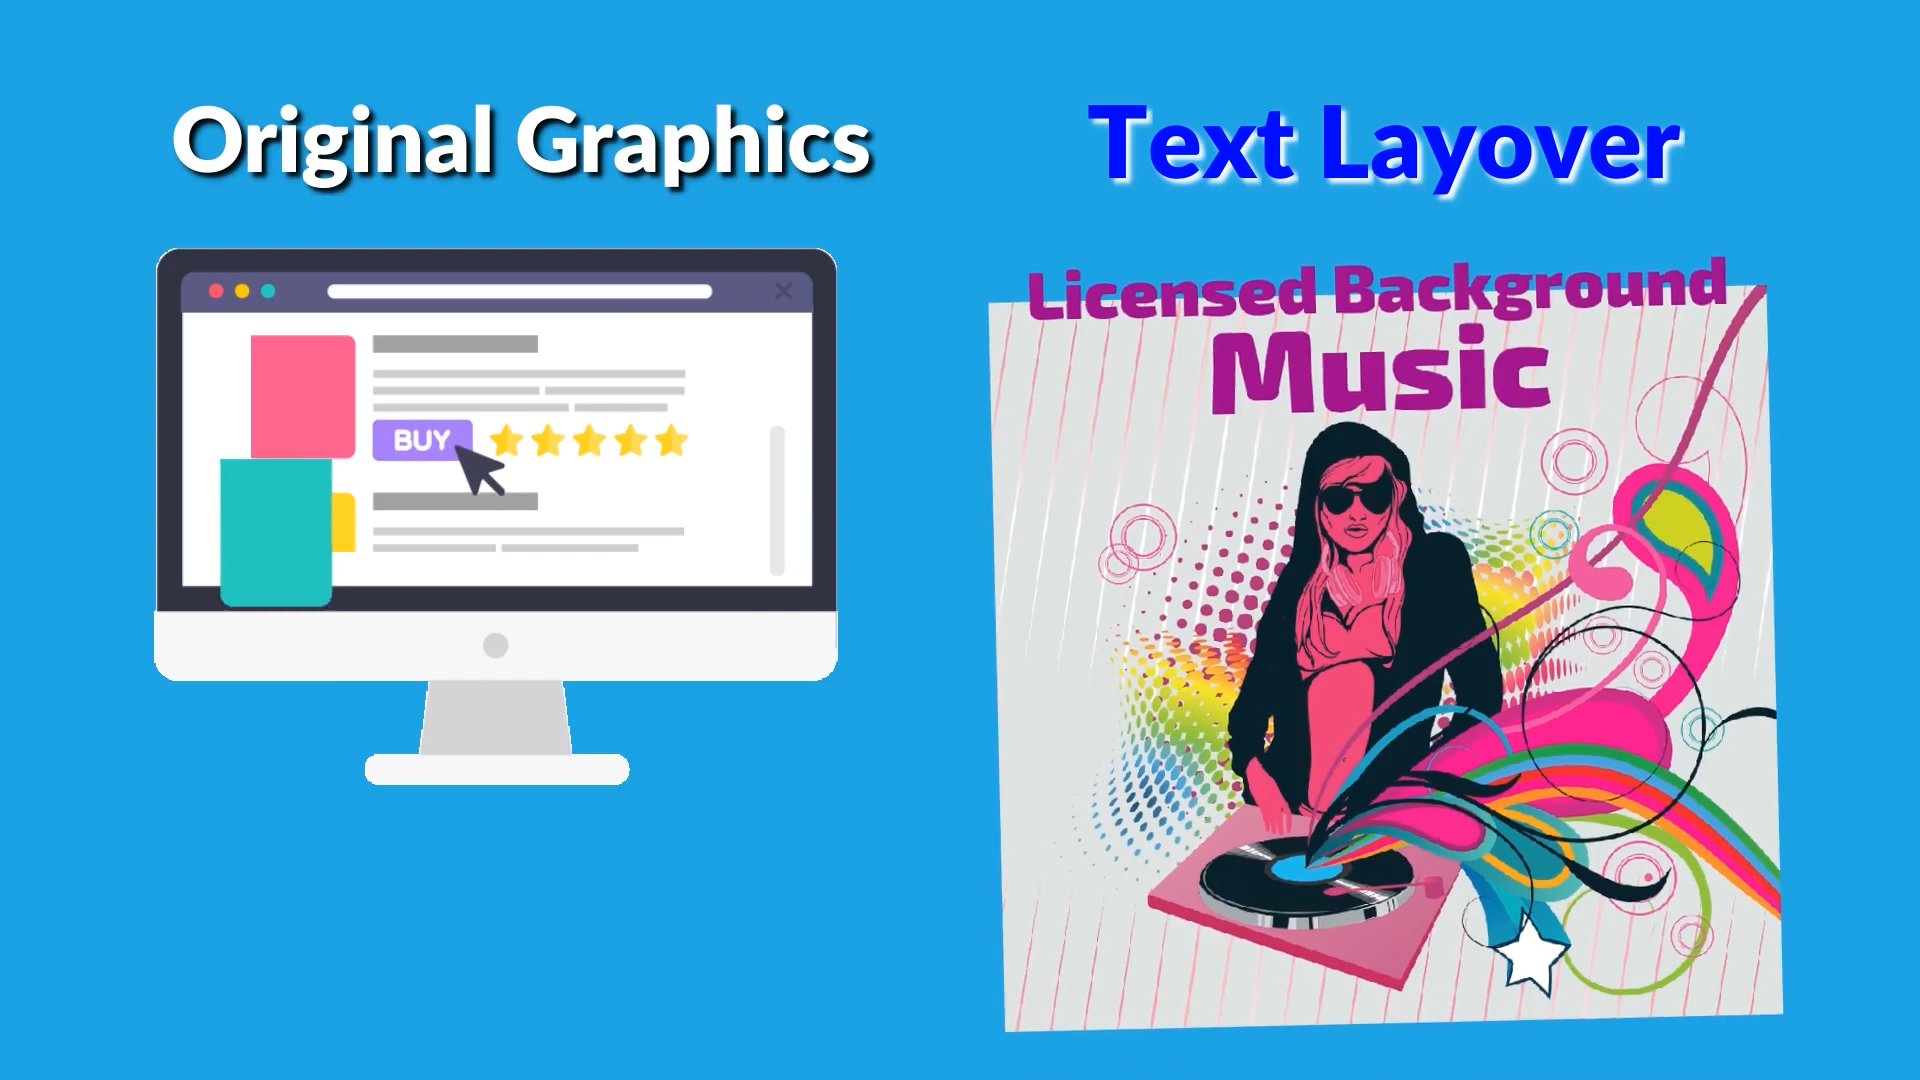 Original Graphics
Text Layover
Licensed Background
Music
BUY